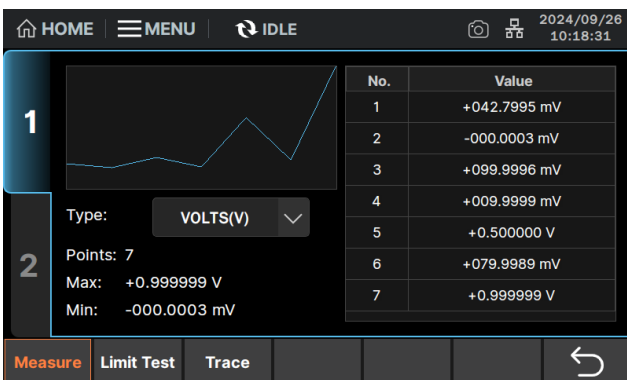 HOME MENU IDLE 2024/09/26
10:18:31
1
2
Type: VOLTS(V)
Points: 7
Max: +0.999999 V
Min: -000.0003 mV
No. Value
1 +042.7995 mV
2 -000.0003 mV
3 +099.9996 mV
4 +009.9999 mV
5 +0.500000 V
6 +079.9989 mV
7 +0.999999 V
Measure Limit Test Trace